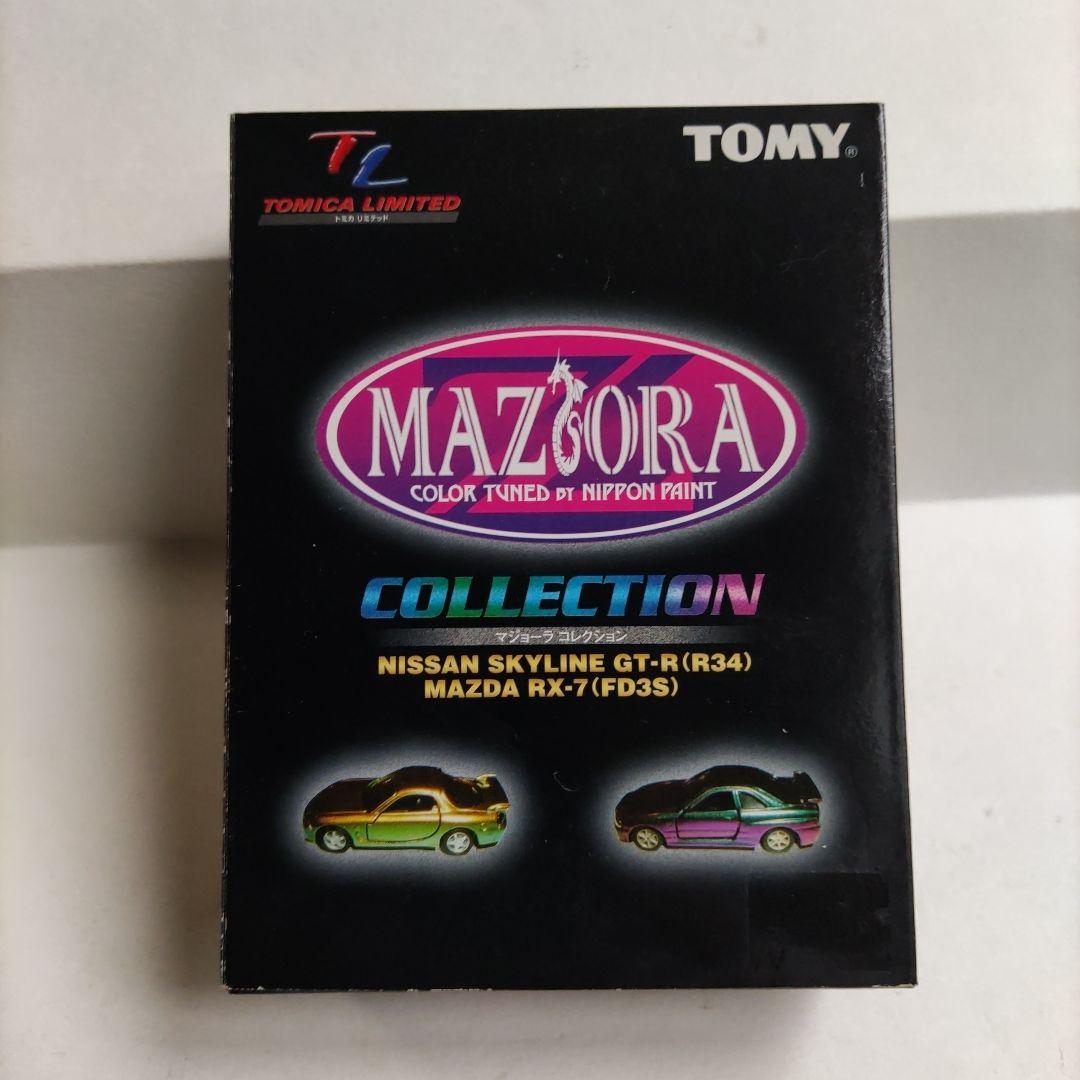 TL
TOMICA LIMITED
トミカ リミテッド
TOMY®
MAZIORA
COLOR TUNED BY NIPPON PAINT
COLLECTION
マジョーラ コレクション
NISSAN SKYLINE GT-R(R34)
MAZDA RX-7(FD3S)